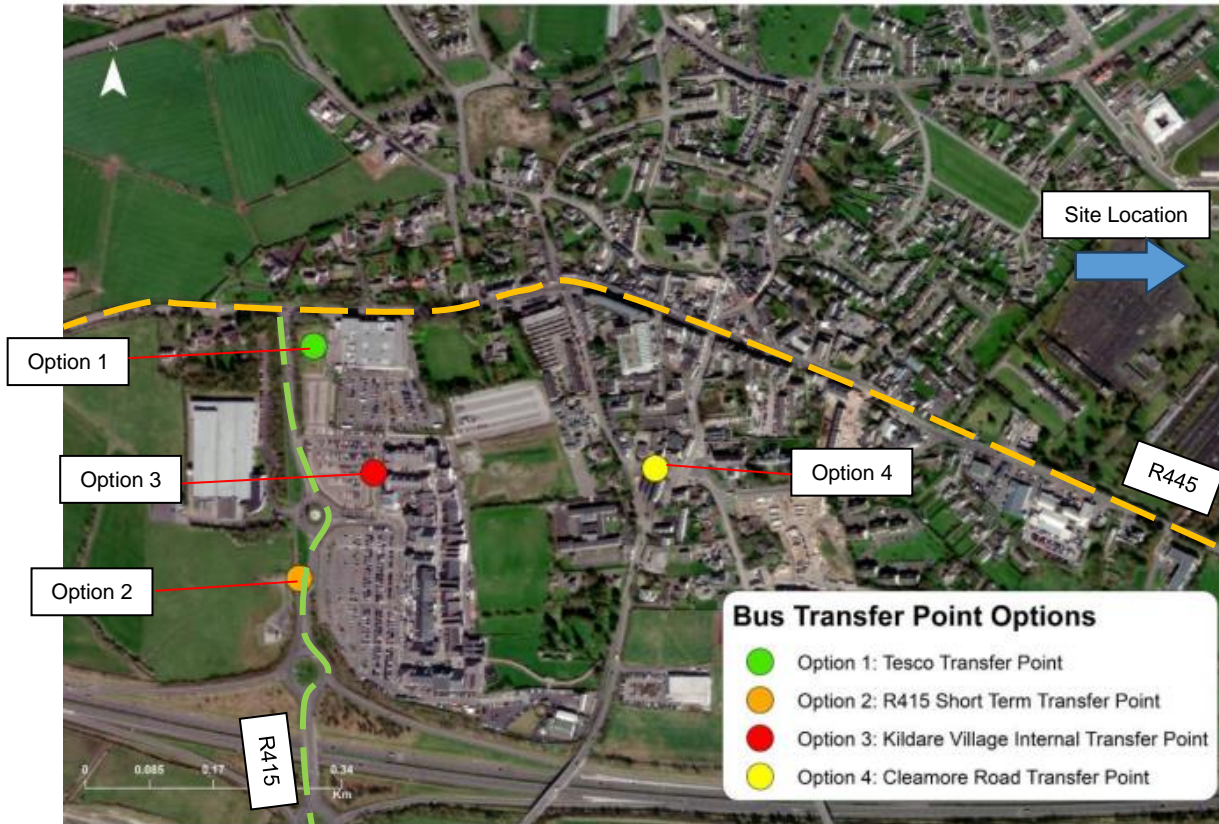 N
Site Location
Option 1
Option 3
Option 4
R445
Option 2
Bus Transfer Point Options
Option 1: Tesco Transfer Point
Option 2: R415 Short Term Transfer Point
Option 3: Kildare Village Internal Transfer Point
Option 4: Cleamore Road Transfer Point
R415
0 0.085 0.17 0.34
Km